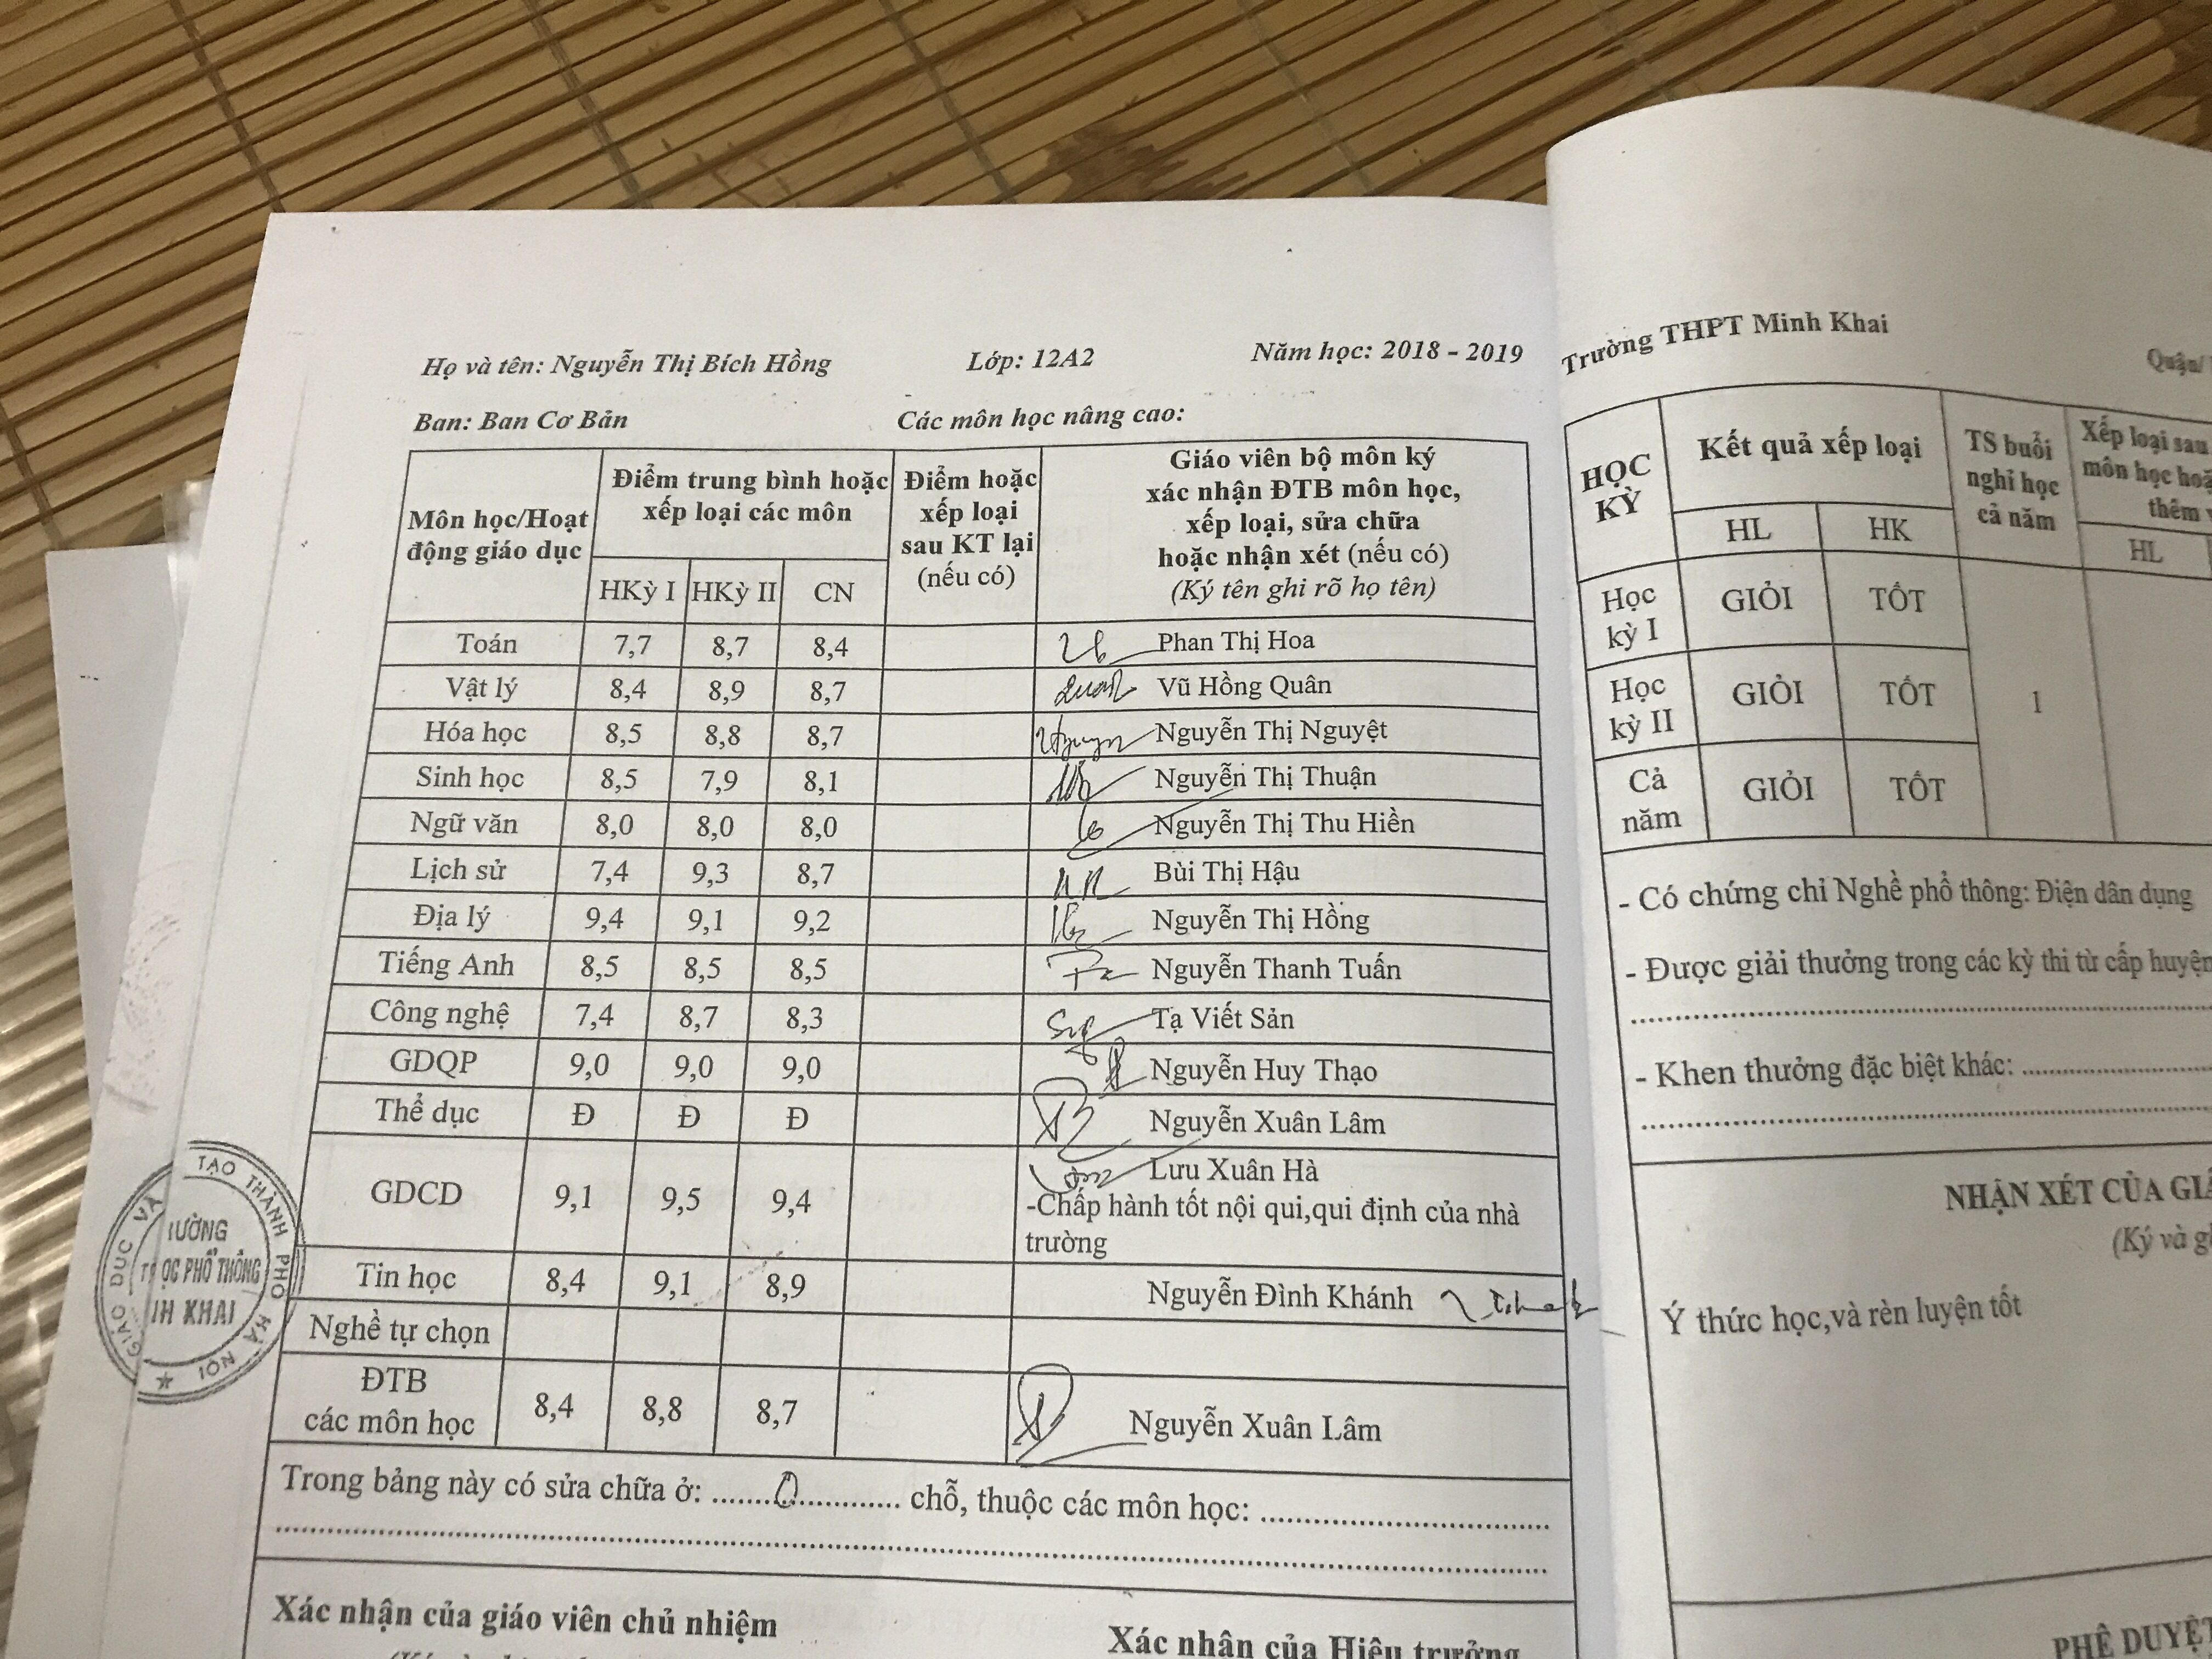 Họ và tên: Nguyễn Thị Bích Hồng Lớp: 12A2 Năm học: 2018 - 2019
Ban: Ban Cơ Bản Các môn học nâng cao:
Môn học/Hoạt động giáo dục
Điểm trung bình hoặc xếp loại các môn
HKỳ I HKỳ II CN
Điểm hoặc xếp loại sau KT lại (nếu có)
Giáo viên bộ môn ký
xác nhận ĐTB môn học,
xếp loại, sửa chữa
hoặc nhận xét (nếu có)
(Ký tên ghi rõ họ tên)
Toán 7,7 8,7 8,4 Phan Thị Hoa
Vật lý 8,4 8,9 8,7 Vũ Hồng Quân
Hóa học 8,5 8,8 8,7 Nguyễn Thị Nguyệt
Sinh học 8,5 7,9 8,1 Nguyễn Thị Thuận
Ngữ văn 8,0 8,0 8,0 Nguyễn Thị Thu Hiền
Lịch sử 7,4 9,3 8,7 Bùi Thị Hậu
Địa lý 9,4 9,1 9,2 Nguyễn Thị Hồng
Tiếng Anh 8,5 8,5 8,5 Nguyễn Thanh Tuấn
Công nghệ 7,4 8,7 8,3 Tạ Viết Sản
GDQP 9,0 9,0 9,0 Nguyễn Huy Thạo
Thể dục Đ Đ Đ Nguyễn Xuân Lâm
GDCD 9,1 9,5 9,4 Lưu Xuân Hà
-Chấp hành tốt nội qui,qui định của nhà
trường
Tin học 8,4 9,1 8,9 Nguyễn Đình Khánh
Nghề tự chọn
ĐTB
các môn học 8,4 8,8 8,7 Nguyễn Xuân Lâm
Trong bảng này có sửa chữa ở: ............ chỗ, thuộc các môn học: ............
Xác nhận của giáo viên chủ nhiệm Xác nhận của Hiệu trưởng
GIÁO DỤC VÀ TẠO THÀNH PHỐ HÀ NỘI
ƯỜNG
ỌC PHỔ THÔNG
NH KHAI
Trường THPT Minh Khai Quận/
HỌC KỲ
Kết quả xếp loại
HL HK
TS buổi
nghỉ học
cả năm
Xếp loại sau
môn học hoặ
thêm
HL
Học kỳ I GIỎI TỐT
Học kỳ II GIỎI TỐT 1
Cả năm GIỎI TỐT
- Có chứng chỉ Nghề phổ thông: Điện dân dụng
- Được giải thưởng trong các kỳ thi từ cấp huyện
- Khen thưởng đặc biệt khác: ............
NHẬN XÉT CỦA GIÁ
(Ký và g
Ý thức học,và rèn luyện tốt
PHÊ DUYỆT